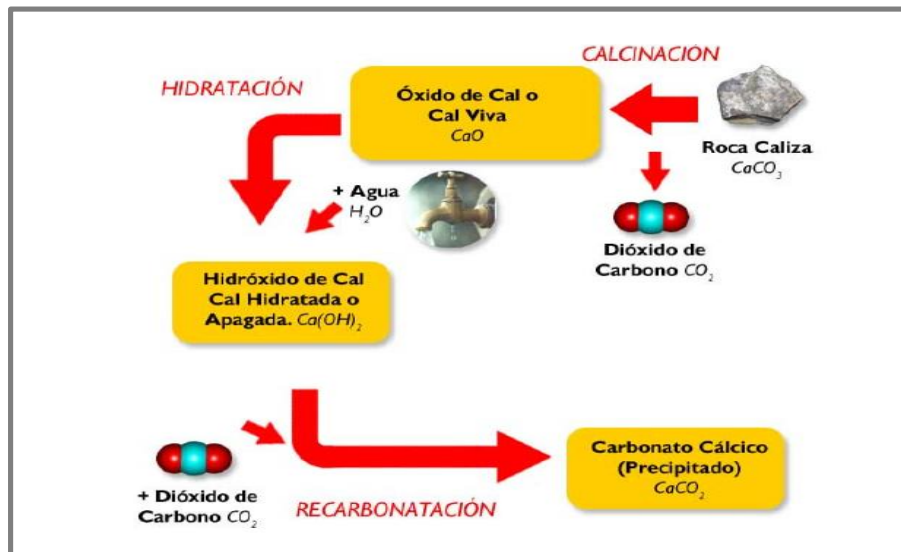 CALCINACION
HIDRATACIÓN
Óxido de Cal o
Cal Viva
CaO
Roca Caliza
CaCO₃
+ Agua
H₂O
Dióxido de
Carbono CO₂
Hidróxido de Cal
Cal Hidratada o
Apagada. Ca(OH)₂
Carbonato Cálcico
(Precipitado)
CaCO₂
+ Dióxido de
Carbono CO₂
RECARBONATACIÓN